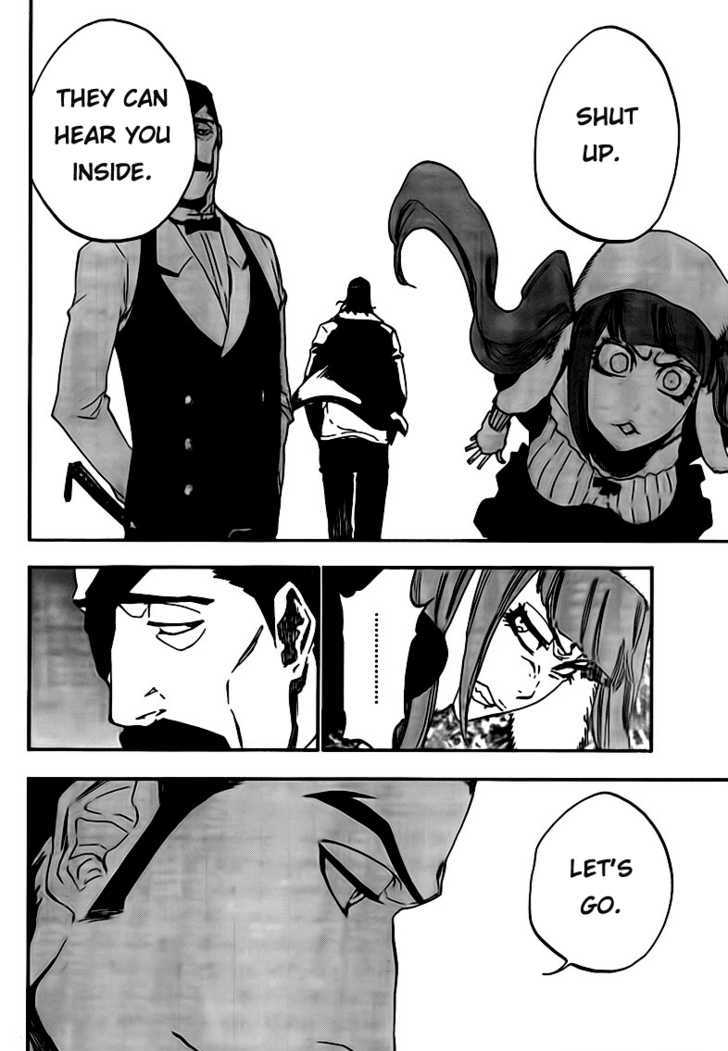 SHUT
UP.
THEY CAN
HEAR YOU
INSIDE.
..............
LET'S
GO.